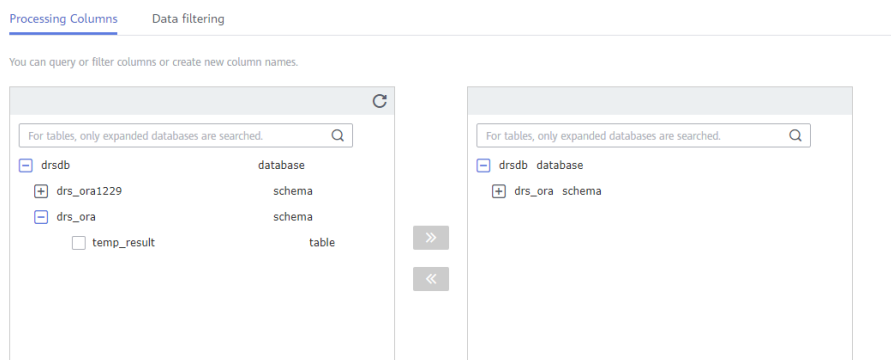 Processing Columns Data filtering
You can query or filter columns or create new column names.
For tables, only expanded databases are searched.
drsdb database
drs_ora1229 schema
drs_ora schema
temp_result table
For tables, only expanded databases are searched.
drsdb database
drs_ora schema